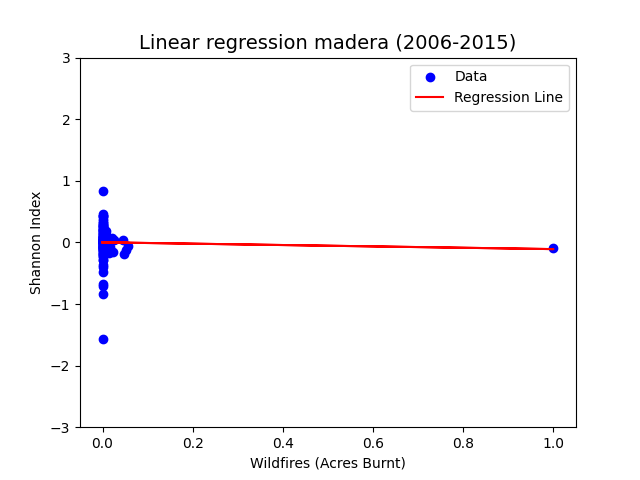 Linear regression madera (2006-2015)
3
2
1
0
−1
−2
−3
Shannon Index
Data
Regression Line
0.0 0.2 0.4 0.6 0.8 1.0
Wildfires (Acres Burnt)